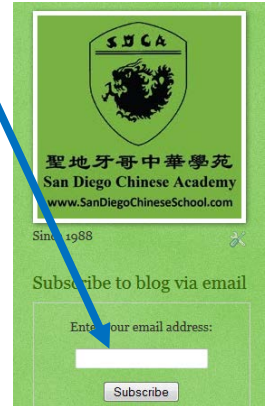 SDCA
聖地牙哥中華學苑
San Diego Chinese Academy
www.SanDiegoChineseSchool.com
Since 1988
Subscribe to blog via email
Enter your email address:
Subscribe